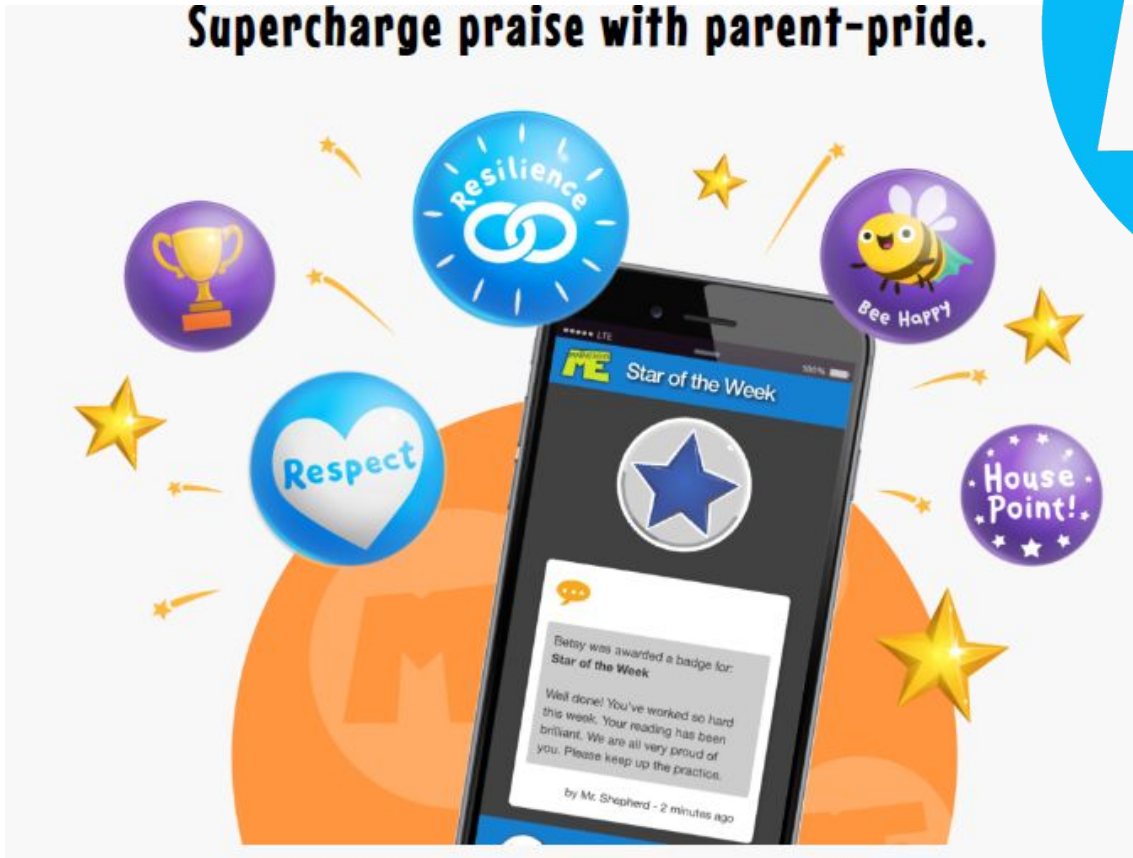 Supercharge praise with parent-pride.
Resilience
Bee Happy
LTE
100%
ME
Star of the Week
Respect
House
Point!
Betsy was awarded a badge for:
Star of the Week
Well done! You've worked so hard
this week. Your reading has been
brilliant. We are all very proud of
you. Please keep up the practice.
by Mr. Shepherd - 2 minutes ago